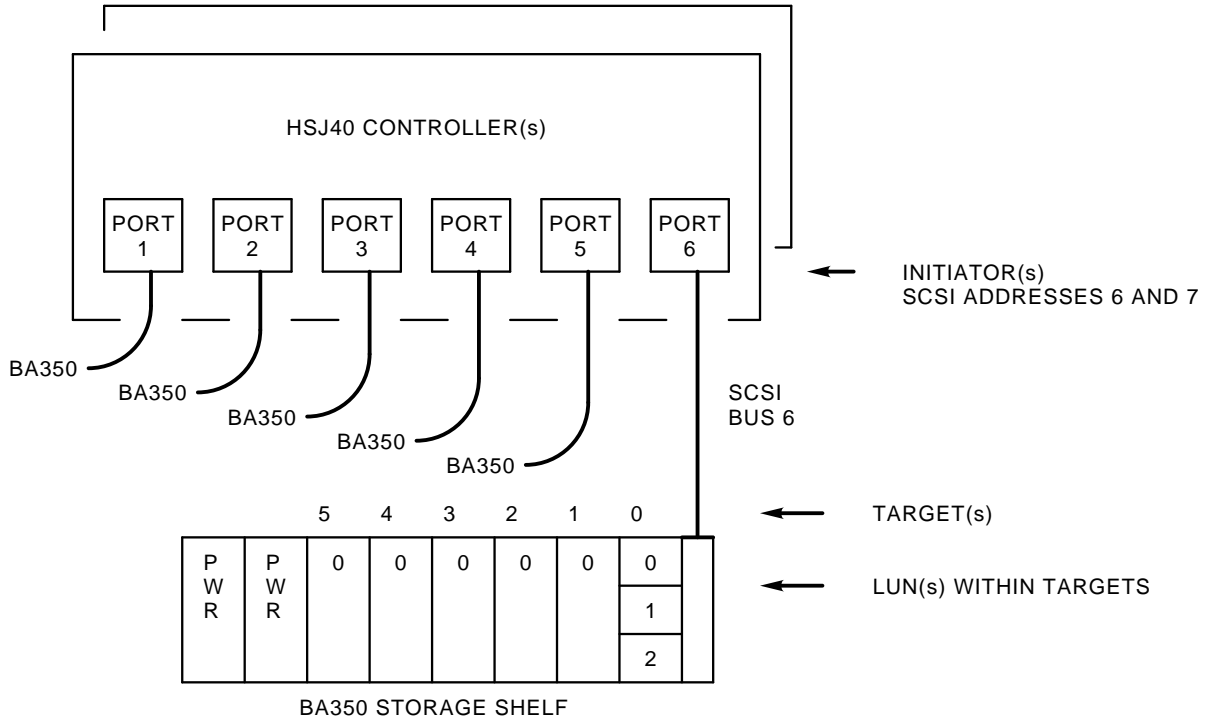 HSJ40 CONTROLLER(s)
PORT 1
PORT 2
PORT 3
PORT 4
PORT 5
PORT 6
INITIATOR(s)
SCSI ADDRESSES 6 AND 7
BA350
BA350
BA350
BA350
BA350
SCSI
BUS 6
5 4 3 2 1 0
TARGET(s)
PWR
PWR
0 0 0 0 0 0
1
2
LUN(s) WITHIN TARGETS
BA350 STORAGE SHELF